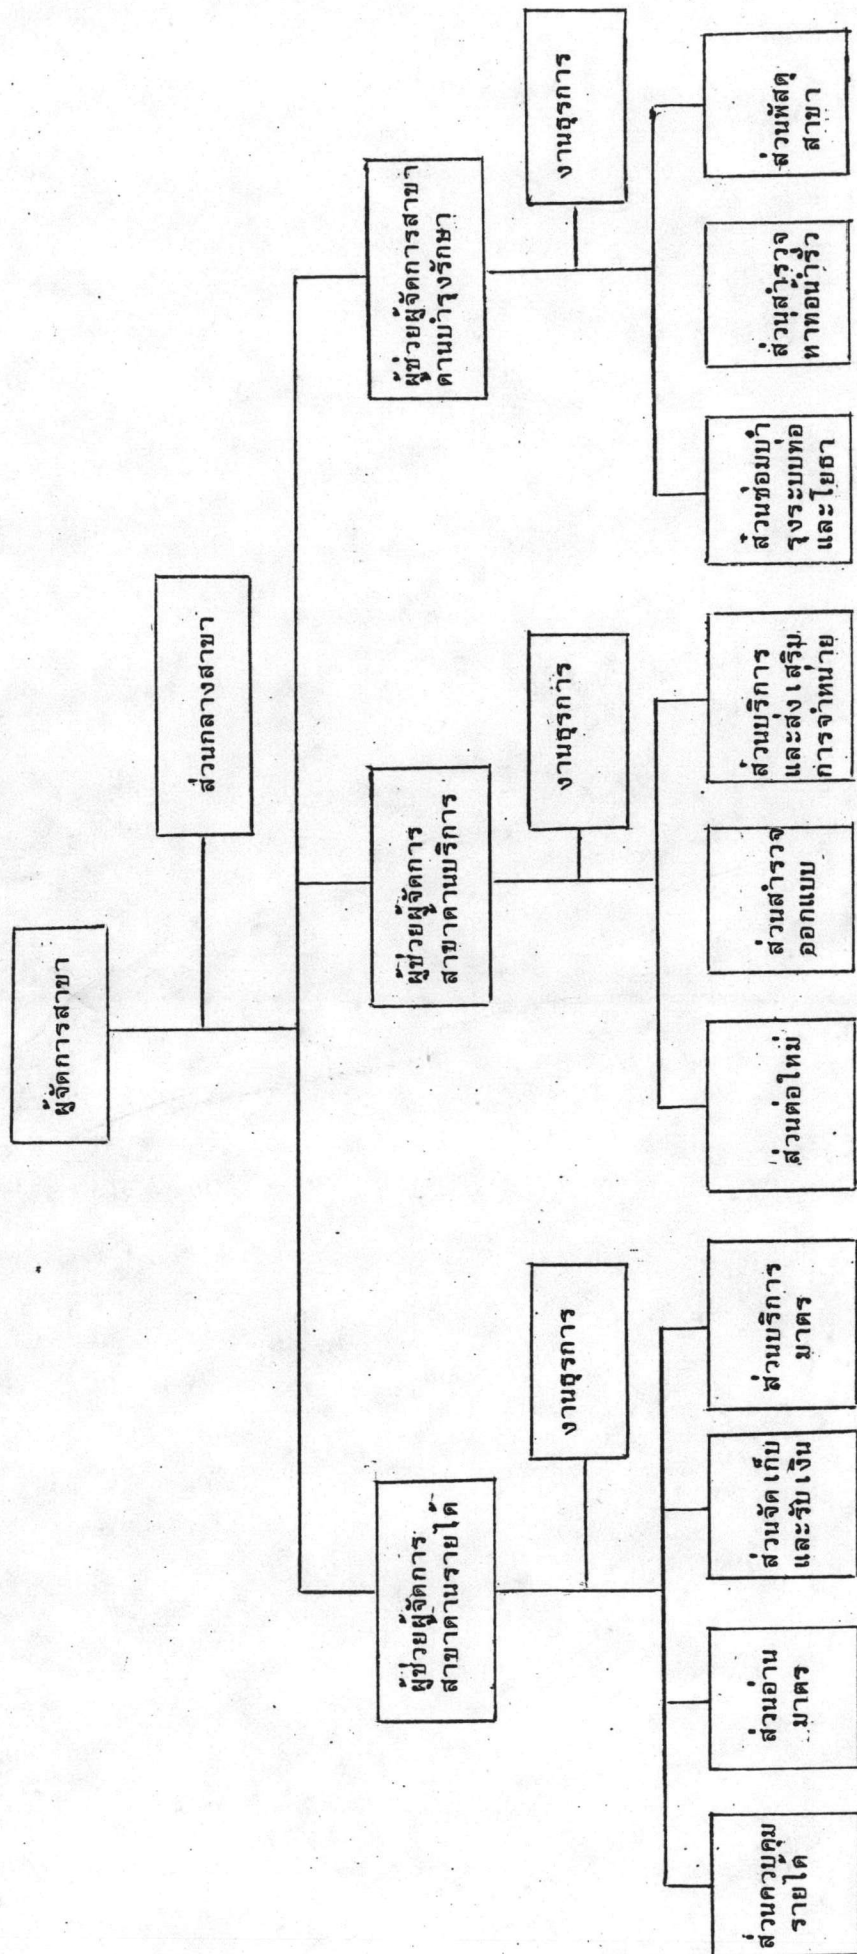 ผู้จัดการสาขา
ส่วนกลางสาขา
ผู้ช่วยผู้จัดการ
สาขาด้านรายได้
ผู้ช่วยผู้จัดการ
สาขาด้านบริการ
ผู้ช่วยผู้จัดการสาขา
ด้านบำรุงรักษา
งานธุรการ
งานธุรการ
งานธุรการ
ส่วนควบคุม
รายได้
ส่วนอ่าน
มาตร
ส่วนจัดเก็บ
และรับเงิน
ส่วนบริการ
มาตร
ส่วนต่อใหม่
ส่วนสำรวจ
ออกแบบ
ส่วนบริการ
และส่งเสริม
การจำหน่าย
ส่วนซ่อมบำ
รุงระบบท่อ
และโยธา
ส่วนสำรวจ
หาท่อน้ำรั่ว
ส่วนพัสดุ
สาขา